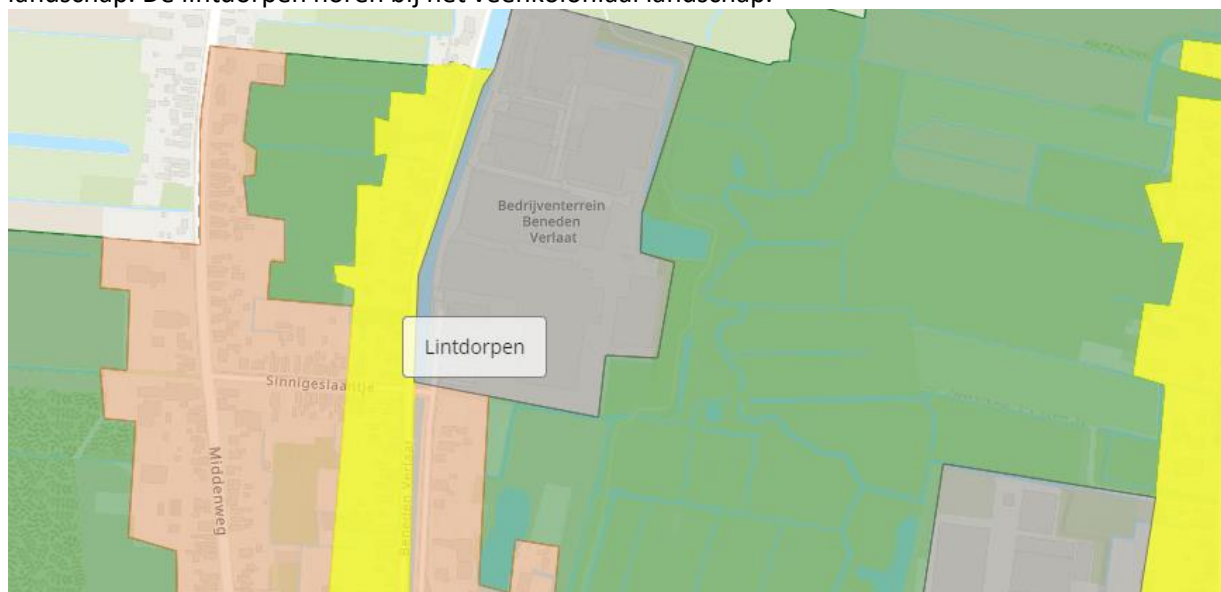 landschap. De lintdorpen horen bij het veenkoloniaal landschap.
Bedrijventerrein
Beneden
Verlaat
Lintdorpen
Sinnigeslaantje
Middenweg
Beneden Verlaat